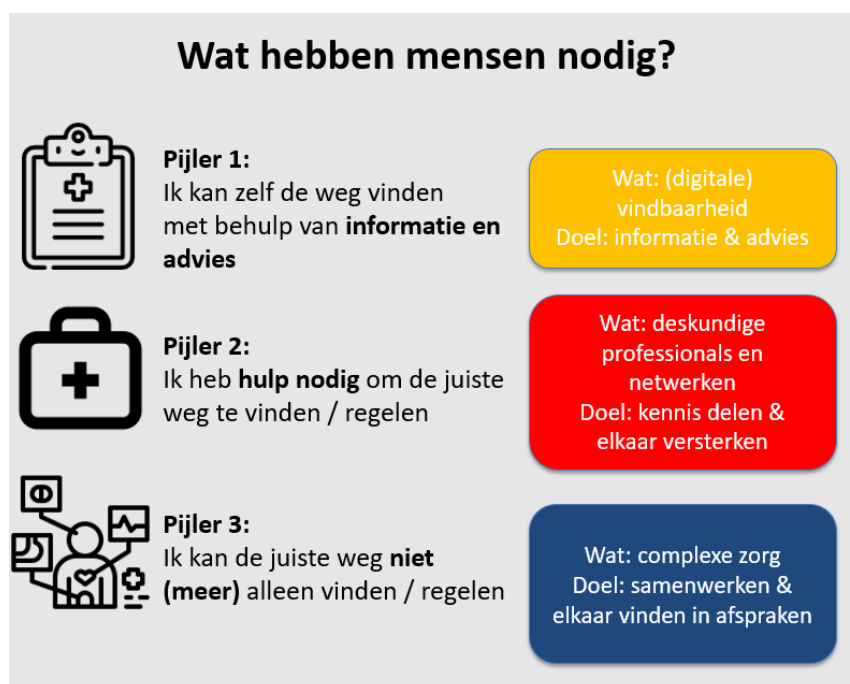 Wat hebben mensen nodig?
Pijler 1:
Ik kan zelf de weg vinden
met behulp van informatie en
advies
Wat: (digitale)
vindbaarheid
Doel: informatie & advies
Pijler 2:
Ik heb hulp nodig om de juiste
weg te vinden / regelen
Wat: deskundige
professionals en
netwerken
Doel: kennis delen &
elkaar versterken
Pijler 3:
Ik kan de juiste weg niet
(meer) alleen vinden / regelen
Wat: complexe zorg
Doel: samenwerken &
elkaar vinden in afspraken